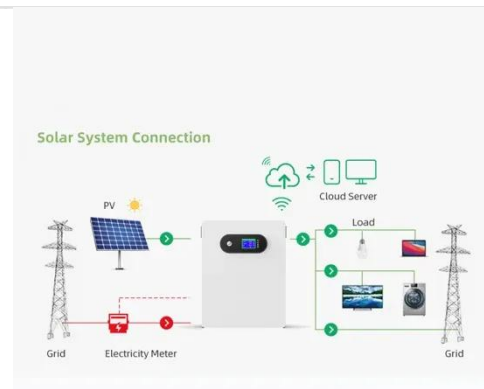 Solar System Connection
Cloud Server
PV
Load
Grid
Electricity Meter
Grid